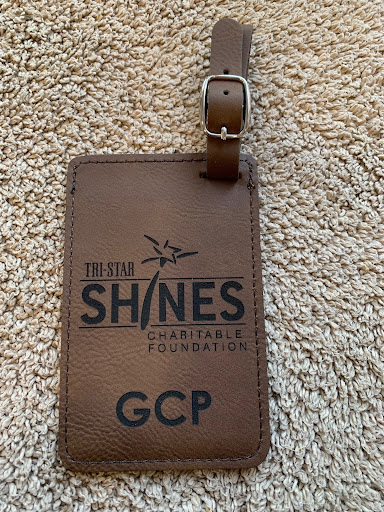 TRI-STAR
SHINES
CHARITABLE
FOUNDATION
GCP